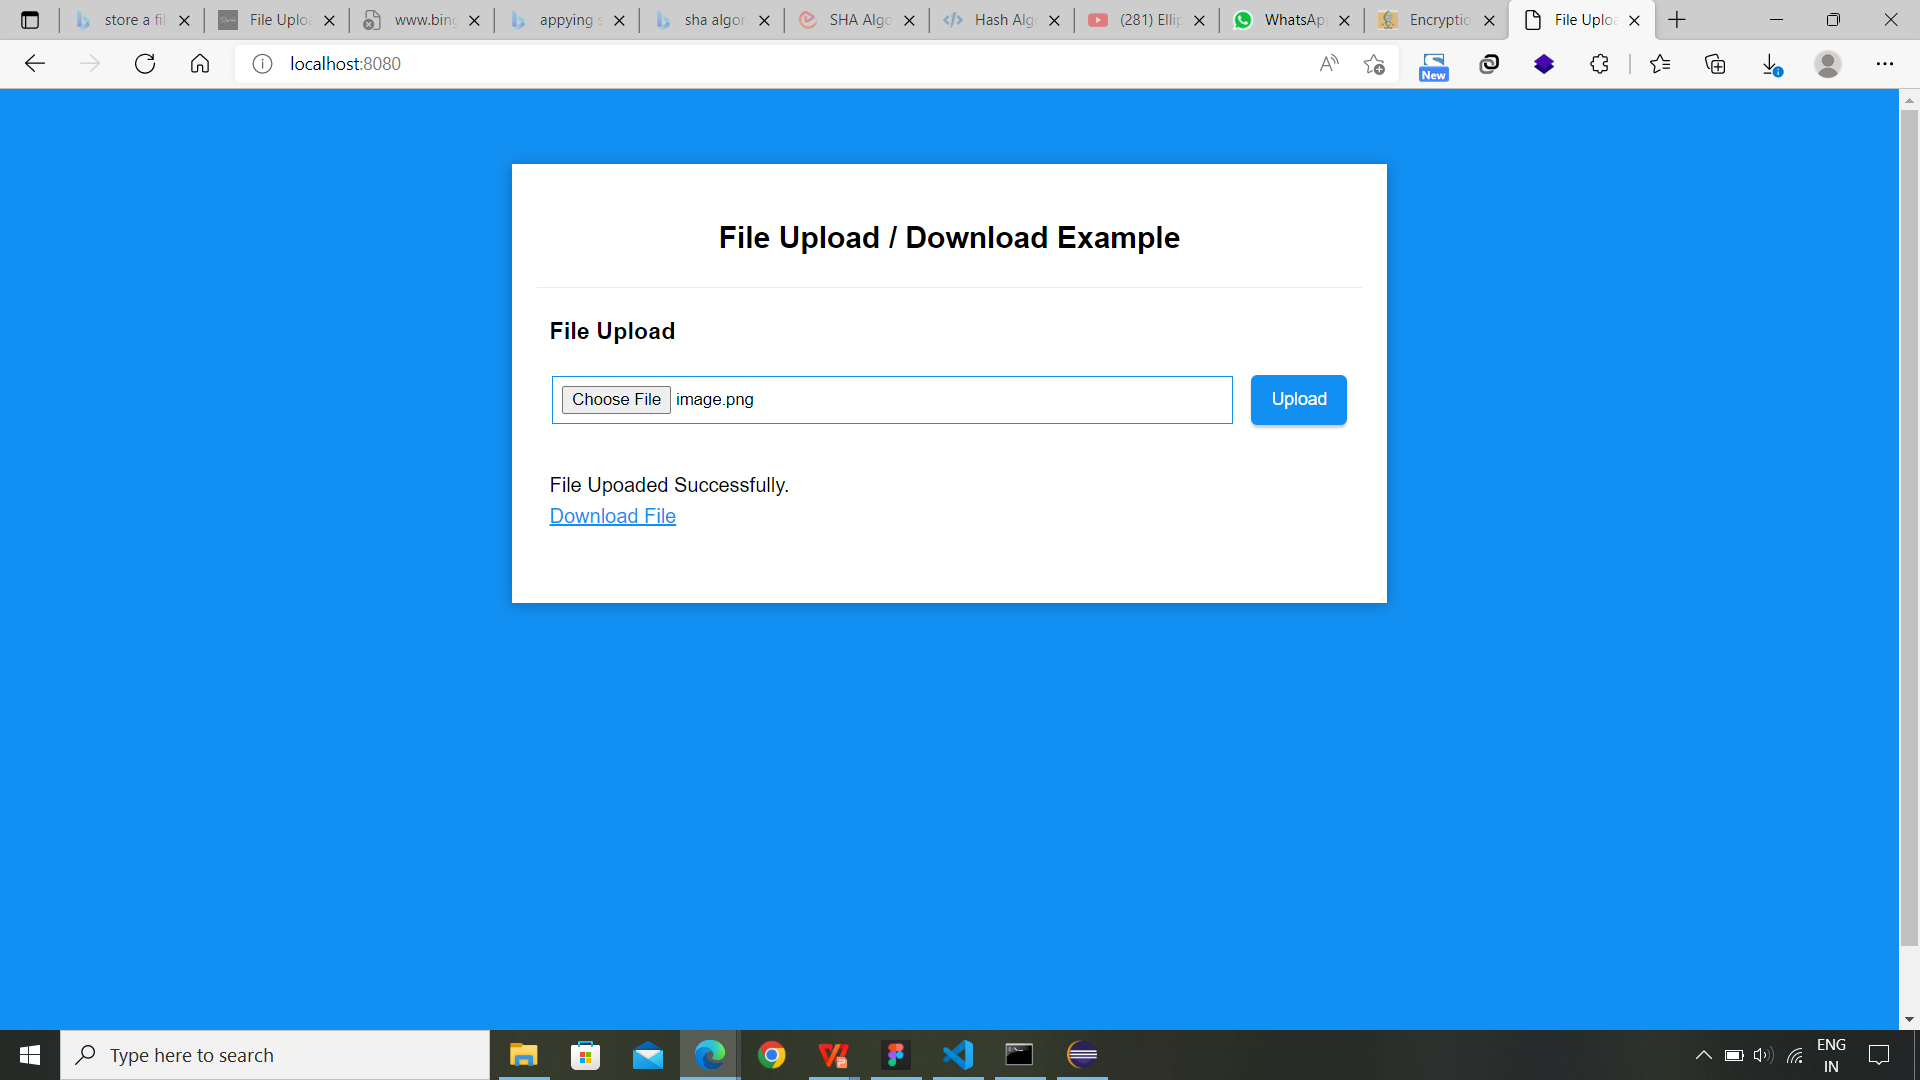 store a fil
File Uploa
www.bing
appying s
sha algor
SHA Algo
Hash Algo
(281) Ellip
WhatsApp
Encryptio
File Uploa
localhost:8080
New
File Upload / Download Example
File Upload
Choose File image.png
Upload
File Upoaded Successfully.
Download File
Type here to search
ENG
IN